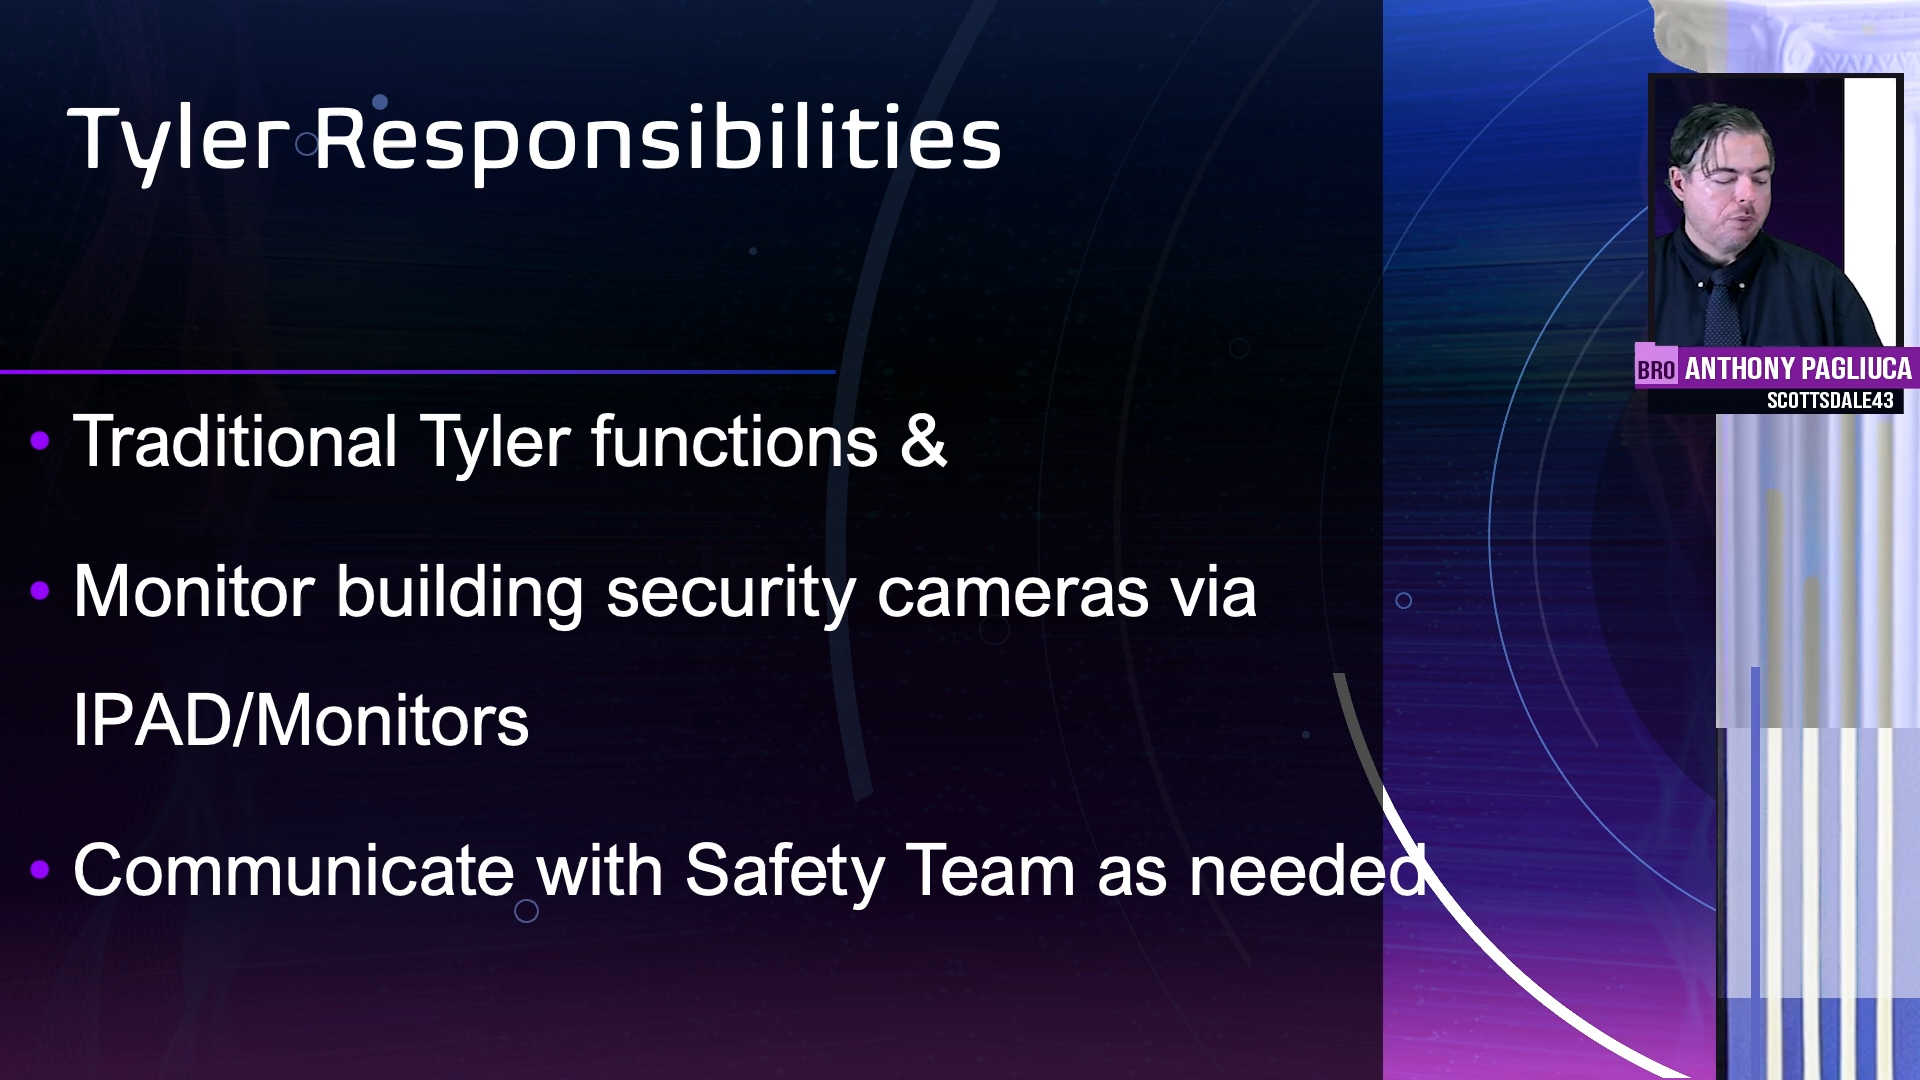 Tyler Responsibilities
Traditional Tyler functions &
Monitor building security cameras via
IPAD/Monitors
Communicate with Safety Team as needed
BRO ANTHONY PAGLIUCA
SCOTTSDALE43